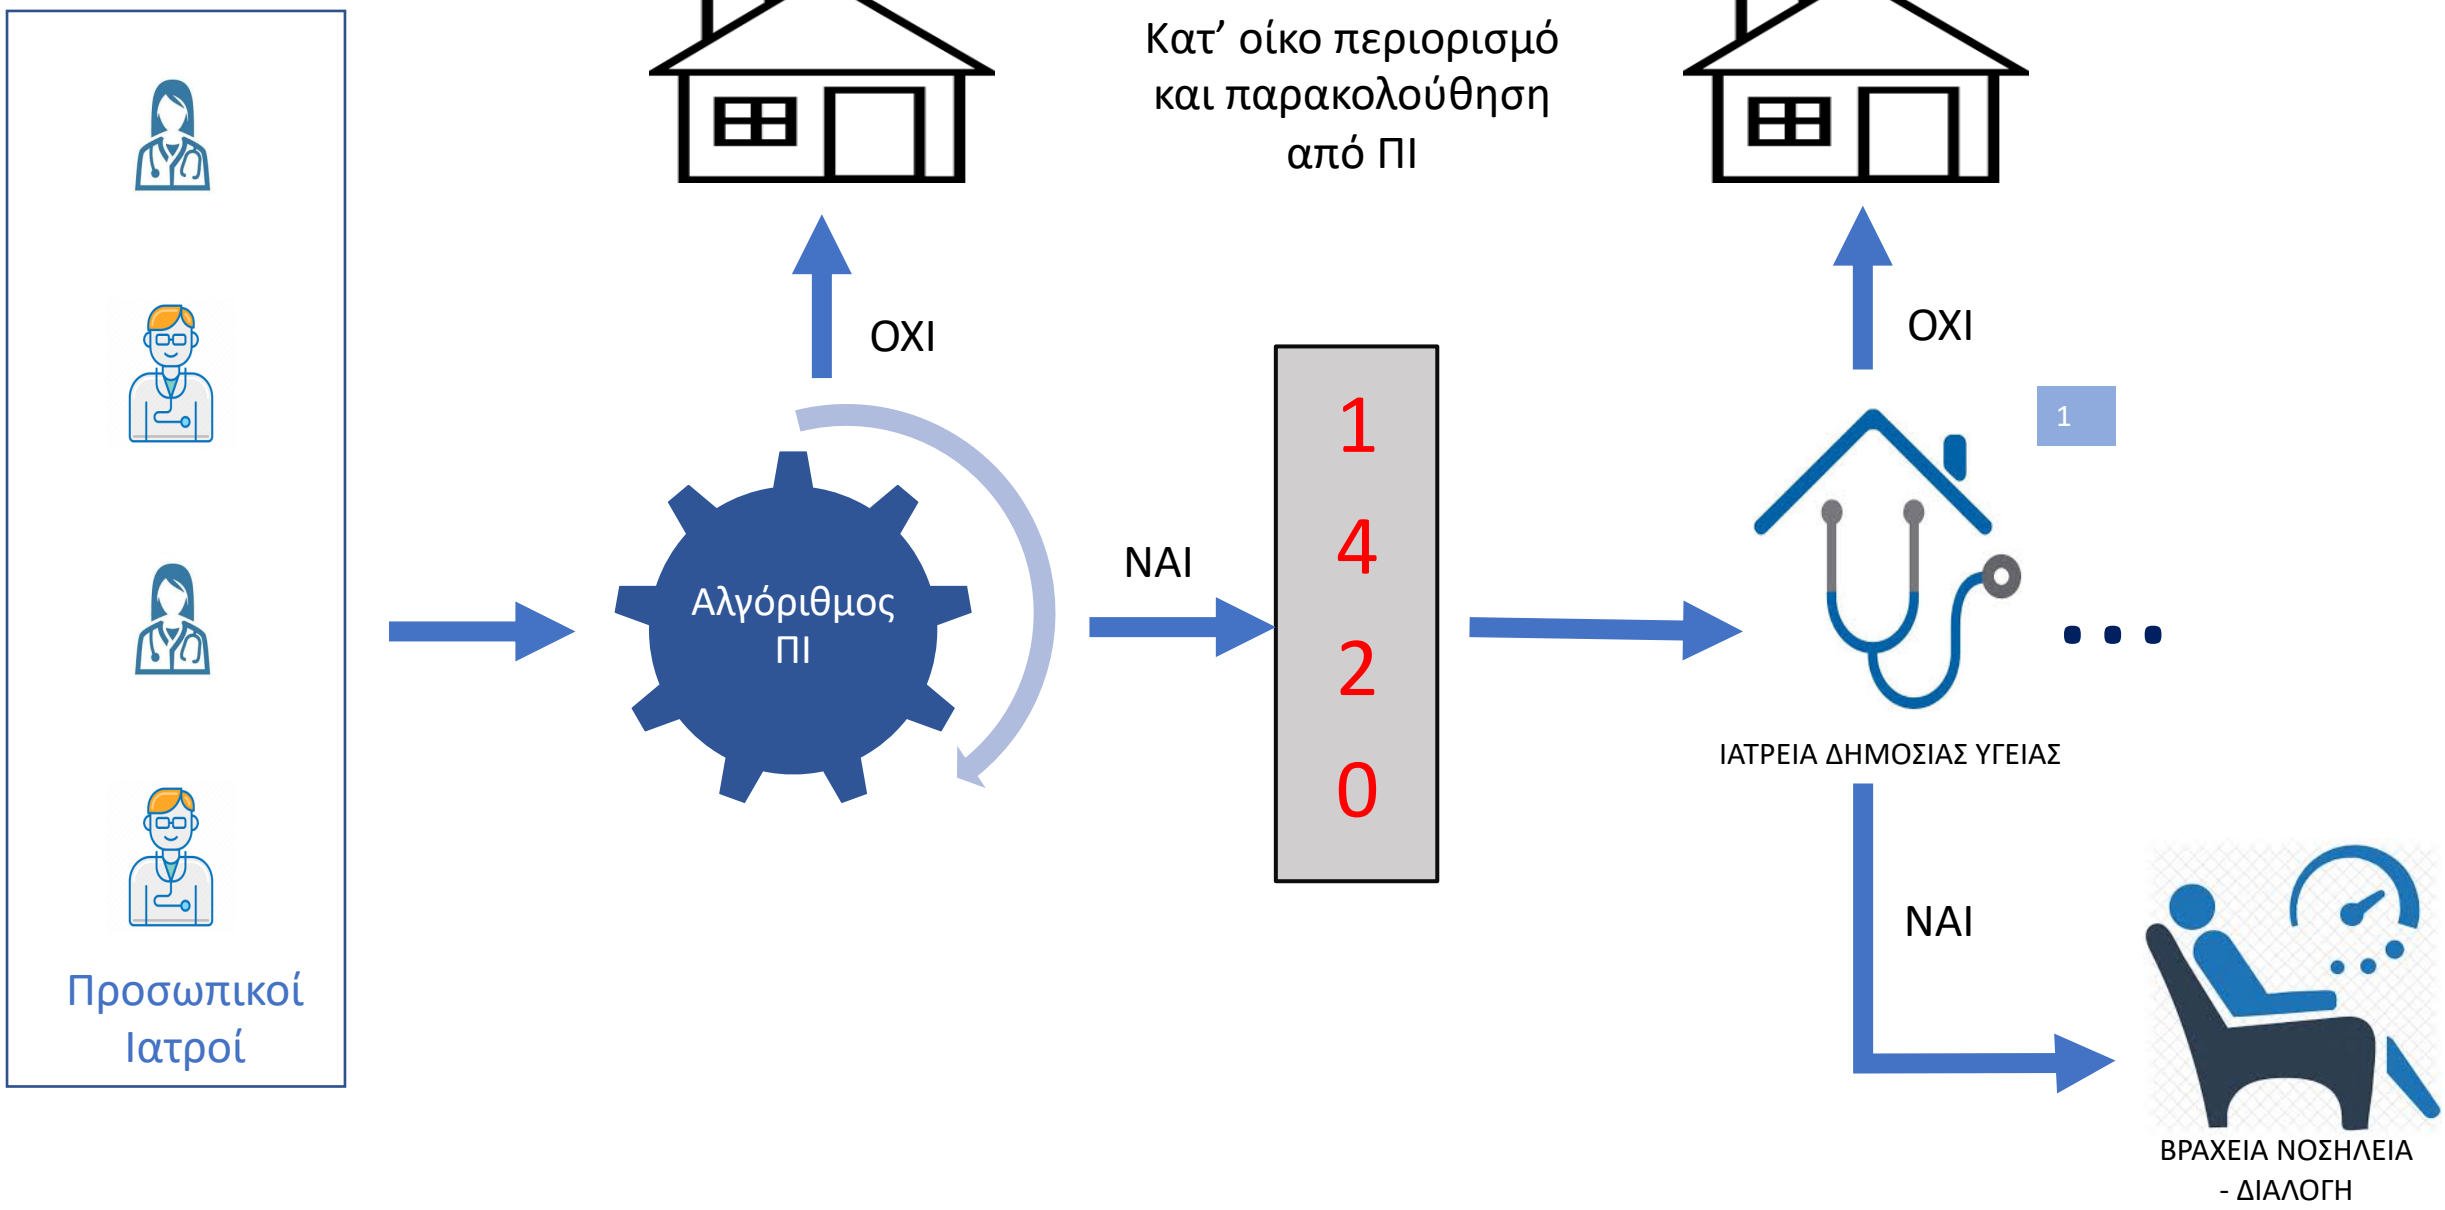 Κατ’ οίκο περιορισμό
και παρακολούθηση
από ΠΙ
ΟΧΙ
ΟΧΙ
1
1
4
2
0
ΝΑΙ
Αλγόριθμος
ΠΙ
...
ΙΑΤΡΕΙΑ ΔΗΜΟΣΙΑΣ ΥΓΕΙΑΣ
ΝΑΙ
Προσωπικοί
Ιατροί
ΒΡΑΧΕΙΑ ΝΟΣΗΛΕΙΑ
- ΔΙΑΛΟΓΗ